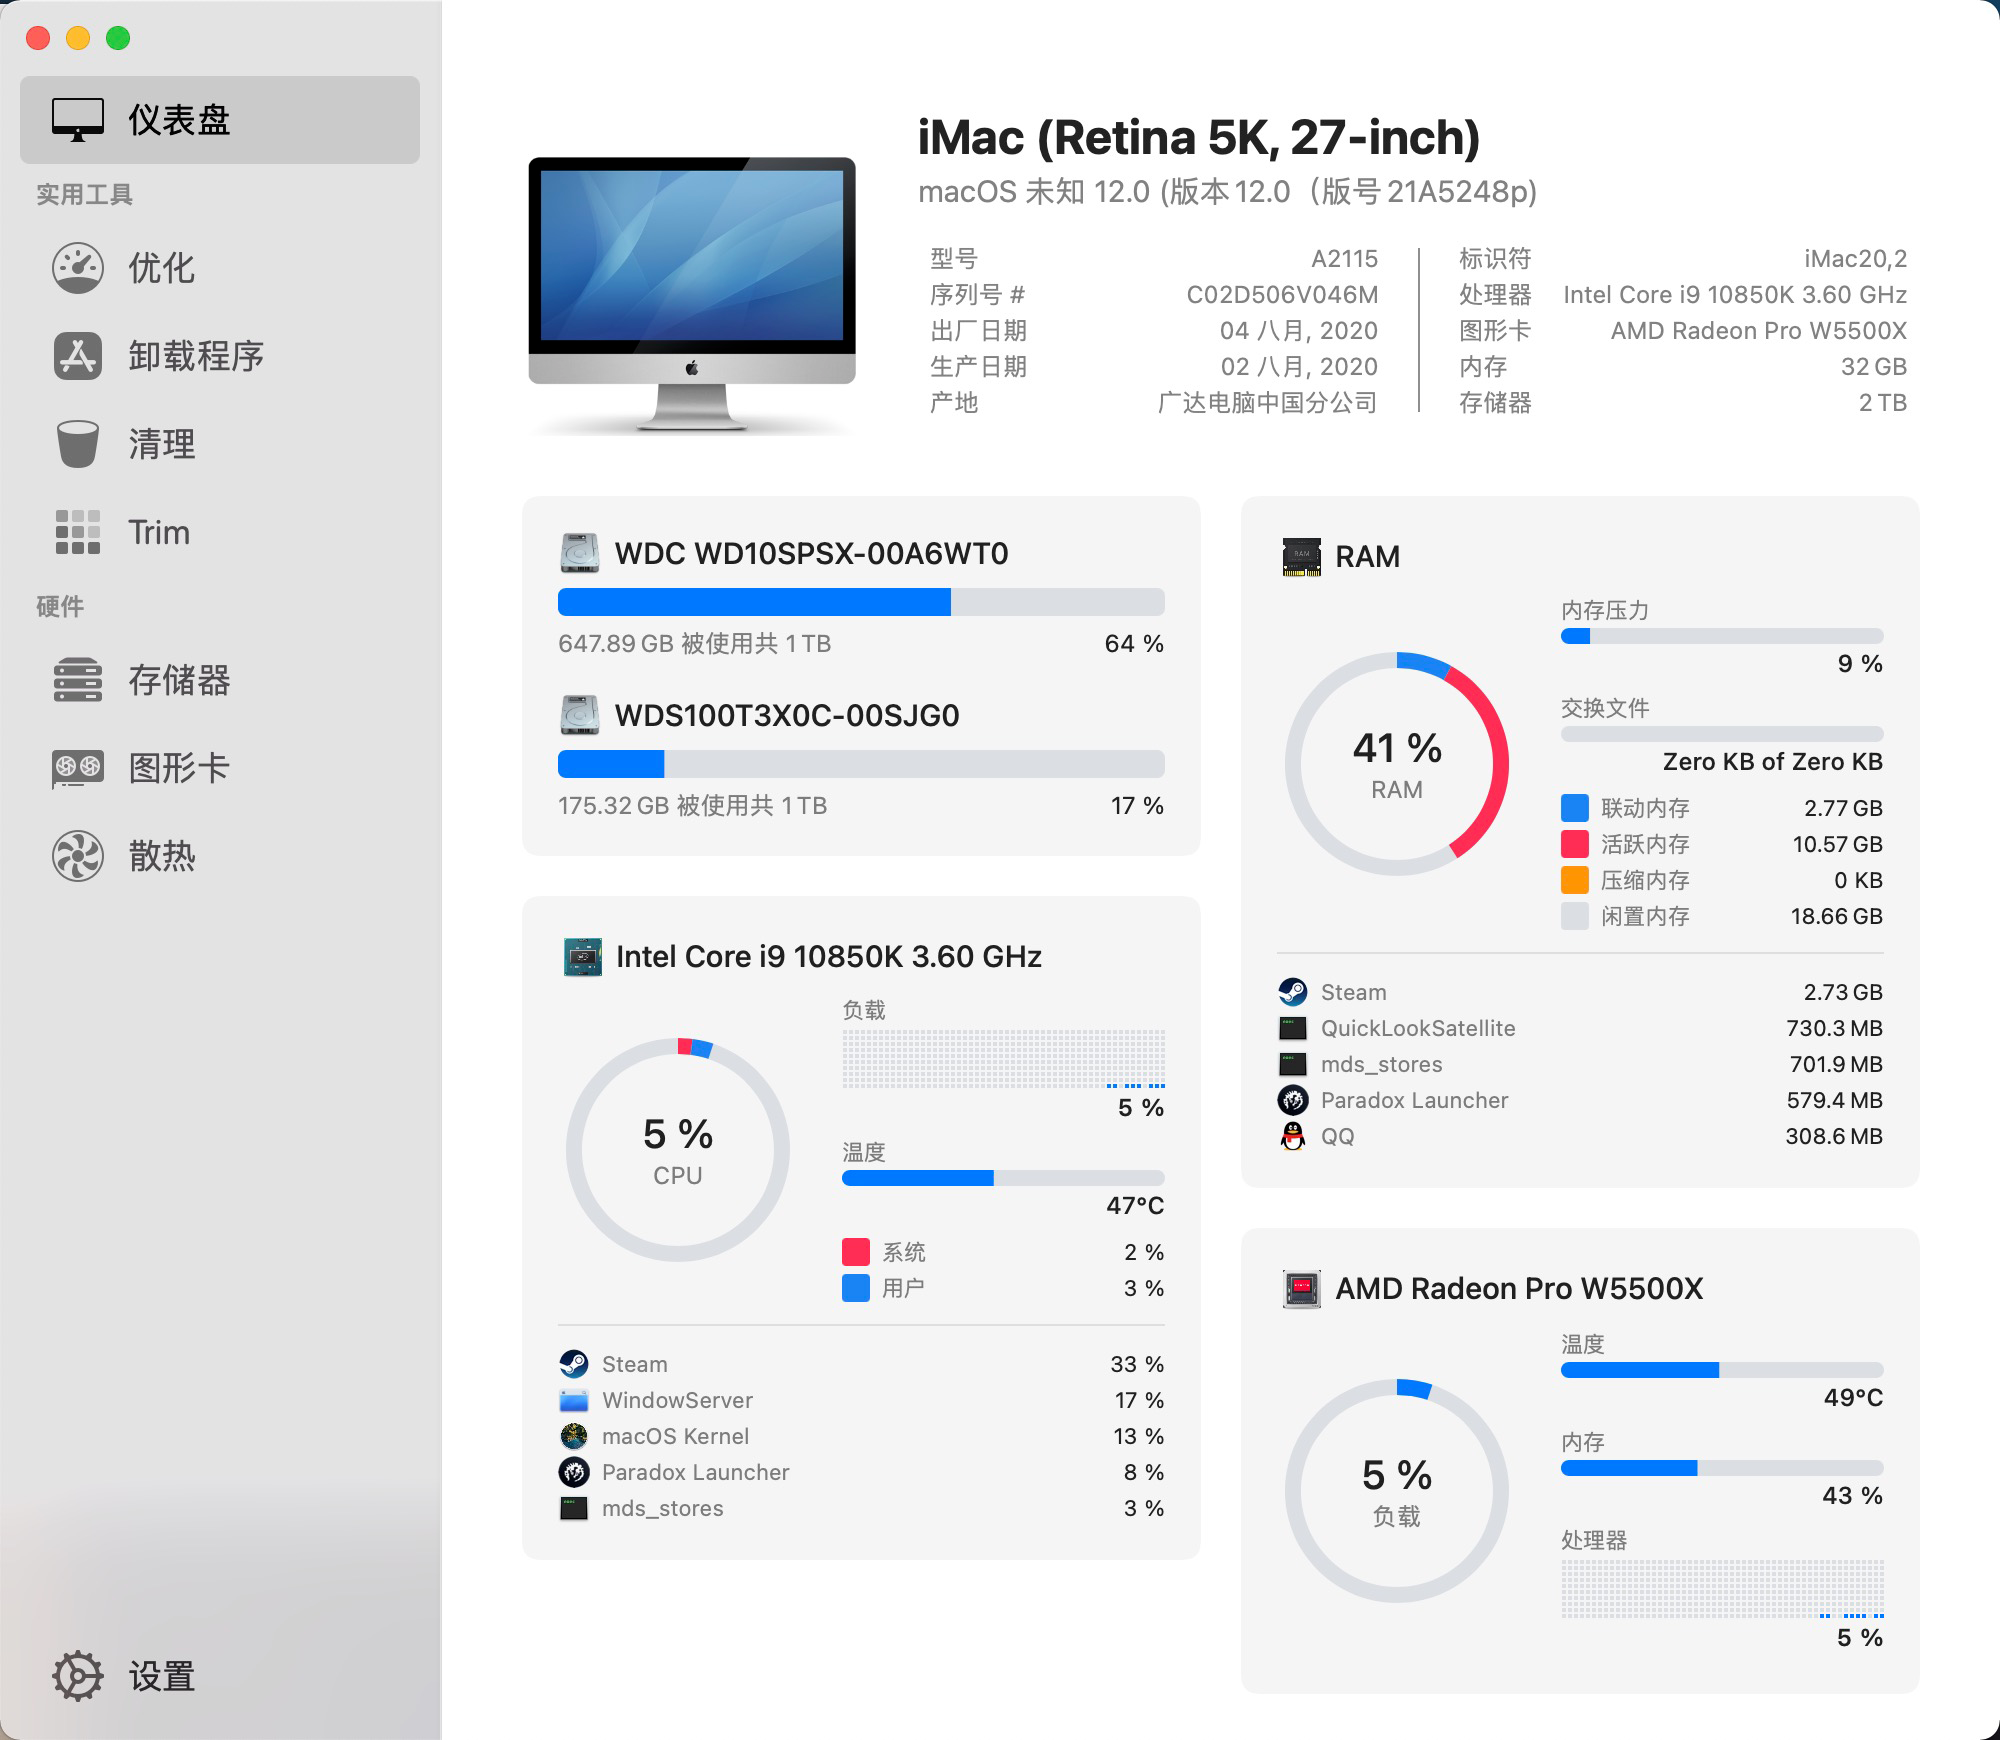 仪表盘
实用工具
优化
卸载程序
清理
Trim
硬件
存储器
图形卡
散热
设置
iMac (Retina 5K, 27-inch)
macOS 未知 12.0 (版本 12.0（版号 21A5248p)
型号 A2115
序列号 # C02D506V046M
出厂日期 04 八月, 2020
生产日期 02 八月, 2020
产地 广达电脑中国分公司
标识符 iMac20,2
处理器 Intel Core i9 10850K 3.60 GHz
图形卡 AMD Radeon Pro W5500X
内存 32 GB
存储器 2 TB
WDC WD10SPSX-00A6WT0
647.89 GB 被使用共 1 TB 64 %
WDS100T3X0C-00SJG0
175.32 GB 被使用共 1 TB 17 %
Intel Core i9 10850K 3.60 GHz
5 %
CPU
负载
5 %
温度
47°C
系统 2 %
用户 3 %
Steam 33 %
WindowServer 17 %
macOS Kernel 13 %
Paradox Launcher 8 %
mds_stores 3 %
RAM
41 %
RAM
内存压力
9 %
交换文件
Zero KB of Zero KB
联动内存 2.77 GB
活跃内存 10.57 GB
压缩内存 0 KB
闲置内存 18.66 GB
Steam 2.73 GB
QuickLookSatellite 730.3 MB
mds_stores 701.9 MB
Paradox Launcher 579.4 MB
QQ 308.6 MB
AMD Radeon Pro W5500X
5 %
负载
温度
49°C
内存
43 %
处理器
5 %